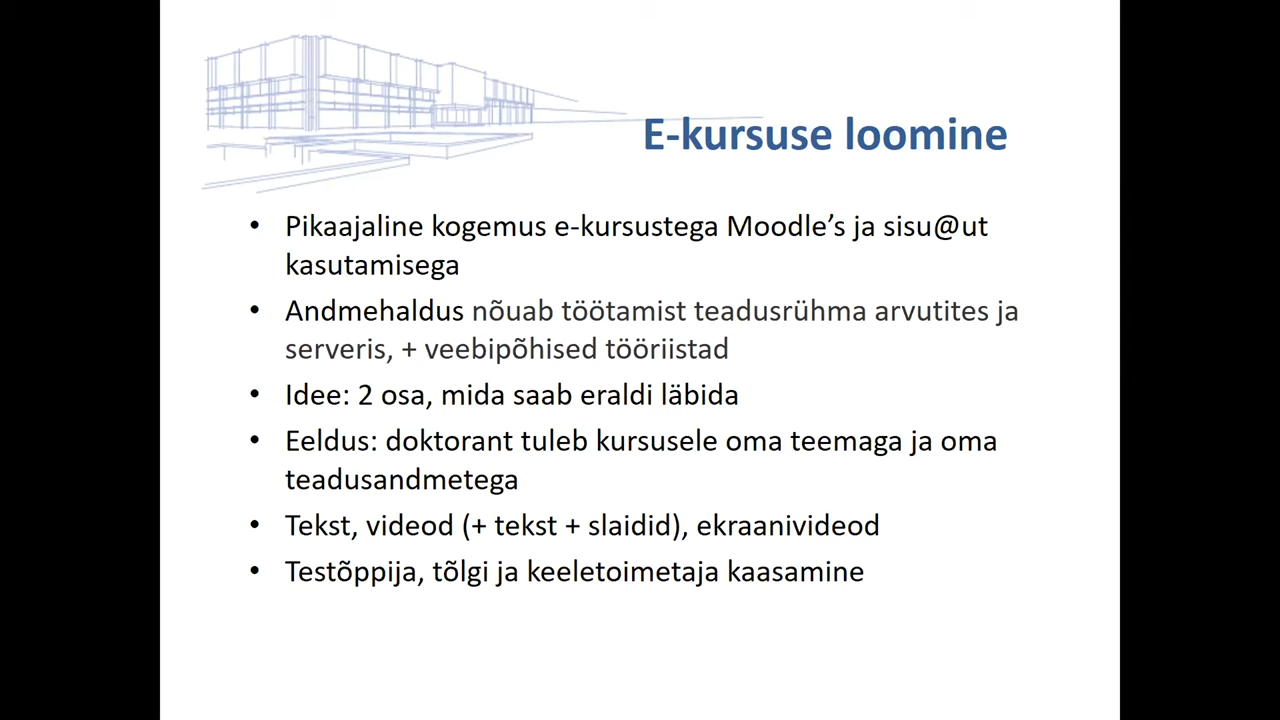 E-kursuse loomine
• Pikaajaline kogemus e-kursustega Moodle’s ja sisu@ut
kasutamisega
• Andmehaldus nõuab töötamist teadusrühma arvutites ja
serveris, + veebipõhised tööriistad
• Idee: 2 osa, mida saab eraldi läbida
• Eeldus: doktorant tuleb kursusele oma teemaga ja oma
teadusandmetega
• Tekst, videod (+ tekst + slaidid), ekraanivideod
• Testõppija, tõlgi ja keeletoimetaja kaasamine